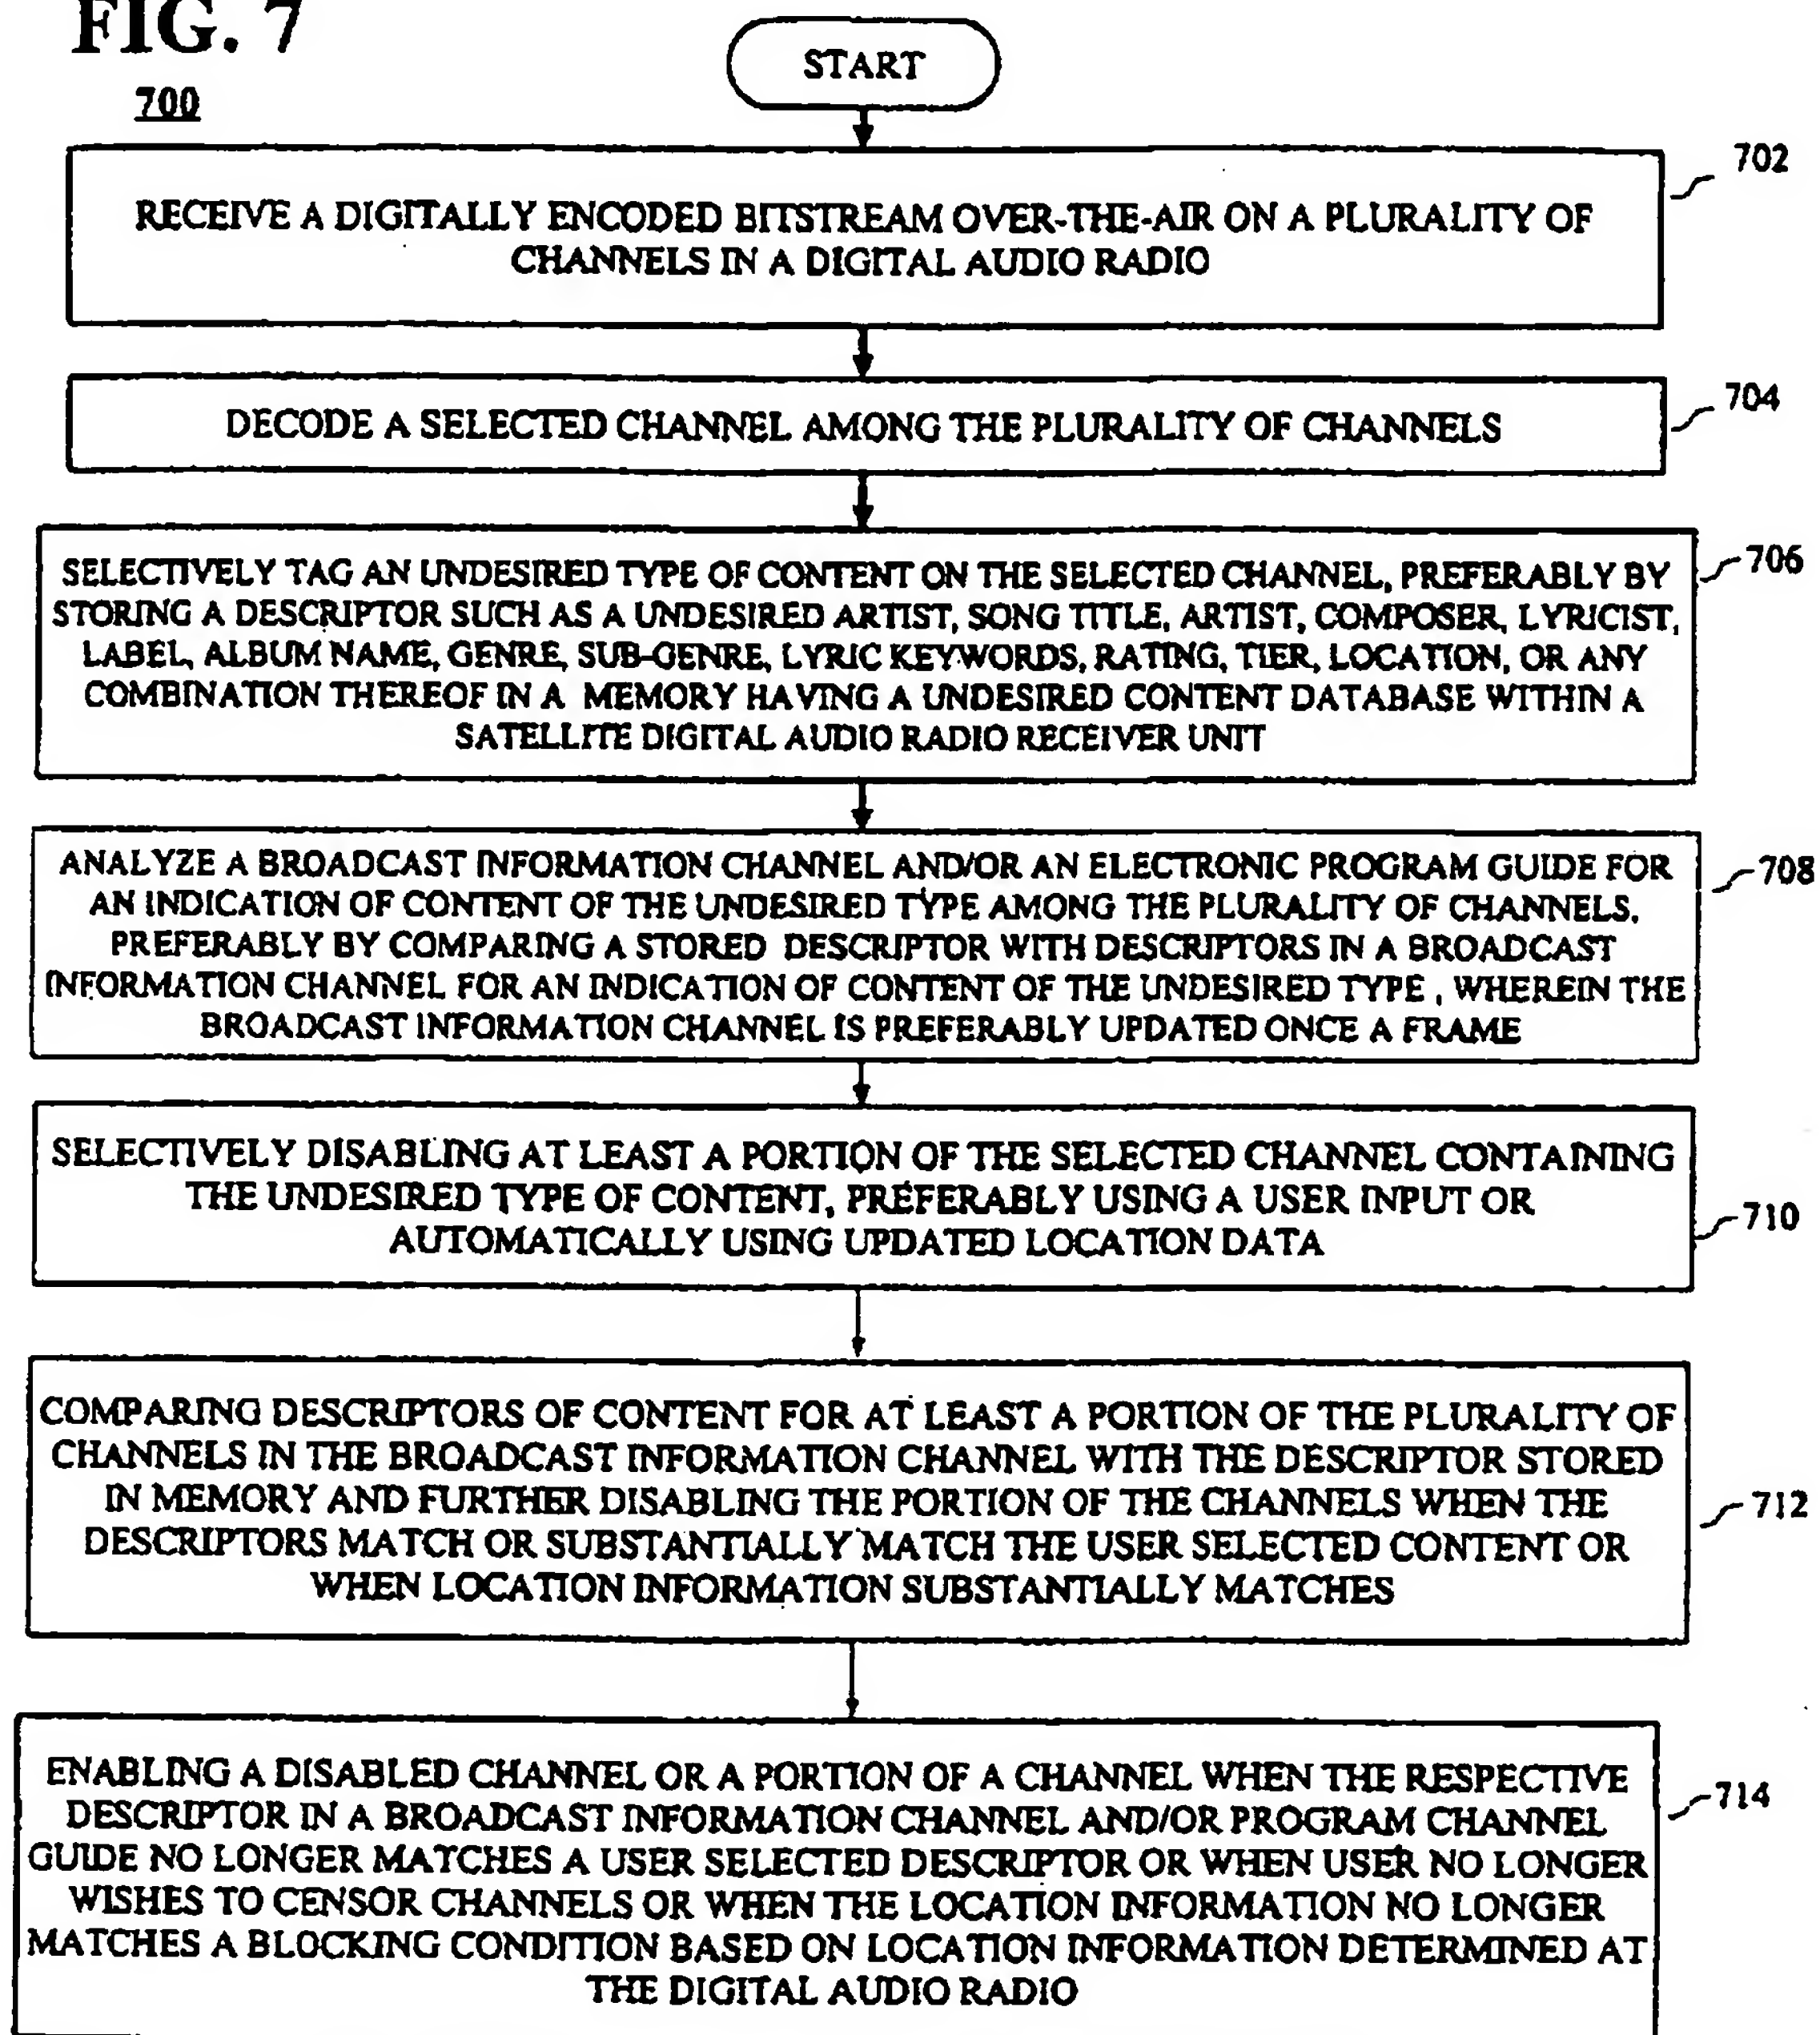 FIG. 7
700
START
702
RECEIVE A DIGITALLY ENCODED BITSTREAM OVER-THE-AIR ON A PLURALITY OF
CHANNELS IN A DIGITAL AUDIO RADIO
704
DECODE A SELECTED CHANNEL AMONG THE PLURALITY OF CHANNELS
706
SELECTIVELY TAG AN UNDESIRED TYPE OF CONTENT ON THE SELECTED CHANNEL, PREFERABLY BY
STORING A DESCRIPTOR SUCH AS A UNDESIRED ARTIST, SONG TITLE, ARTIST, COMPOSER, LYRICIST,
LABEL, ALBUM NAME, GENRE, SUB-GENRE, LYRIC KEYWORDS, RATING, TIER, LOCATION, OR ANY
COMBINATION THEREOF IN A MEMORY HAVING A UNDESIRED CONTENT DATABASE WITHIN A
SATELLITE DIGITAL AUDIO RADIO RECEIVER UNIT
708
ANALYZE A BROADCAST INFORMATION CHANNEL AND/OR AN ELECTRONIC PROGRAM GUIDE FOR
AN INDICATION OF CONTENT OF THE UNDESIRED TYPE AMONG THE PLURALITY OF CHANNELS,
PREFERABLY BY COMPARING A STORED DESCRIPTOR WITH DESCRIPTORS IN A BROADCAST
INFORMATION CHANNEL FOR AN INDICATION OF CONTENT OF THE UNDESIRED TYPE , WHEREIN THE
BROADCAST INFORMATION CHANNEL IS PREFERABLY UPDATED ONCE A FRAME
710
SELECTIVELY DISABLING AT LEAST A PORTION OF THE SELECTED CHANNEL CONTAINING
THE UNDESIRED TYPE OF CONTENT, PREFERABLY USING A USER INPUT OR
AUTOMATICALLY USING UPDATED LOCATION DATA
712
COMPARING DESCRIPTORS OF CONTENT FOR AT LEAST A PORTION OF THE PLURALITY OF
CHANNELS IN THE BROADCAST INFORMATION CHANNEL WITH THE DESCRIPTOR STORED
IN MEMORY AND FURTHER DISABLING THE PORTION OF THE CHANNELS WHEN THE
DESCRIPTORS MATCH OR SUBSTANTIALLY MATCH THE USER SELECTED CONTENT OR
WHEN LOCATION INFORMATION SUBSTANTIALLY MATCHES
714
ENABLING A DISABLED CHANNEL OR A PORTION OF A CHANNEL WHEN THE RESPECTIVE
DESCRIPTOR IN A BROADCAST INFORMATION CHANNEL AND/OR PROGRAM CHANNEL
GUIDE NO LONGER MATCHES A USER SELECTED DESCRIPTOR OR WHEN USER NO LONGER
WISHES TO CENSOR CHANNELS OR WHEN THE LOCATION INFORMATION NO LONGER
MATCHES A BLOCKING CONDITION BASED ON LOCATION INFORMATION DETERMINED AT
THE DIGITAL AUDIO RADIO